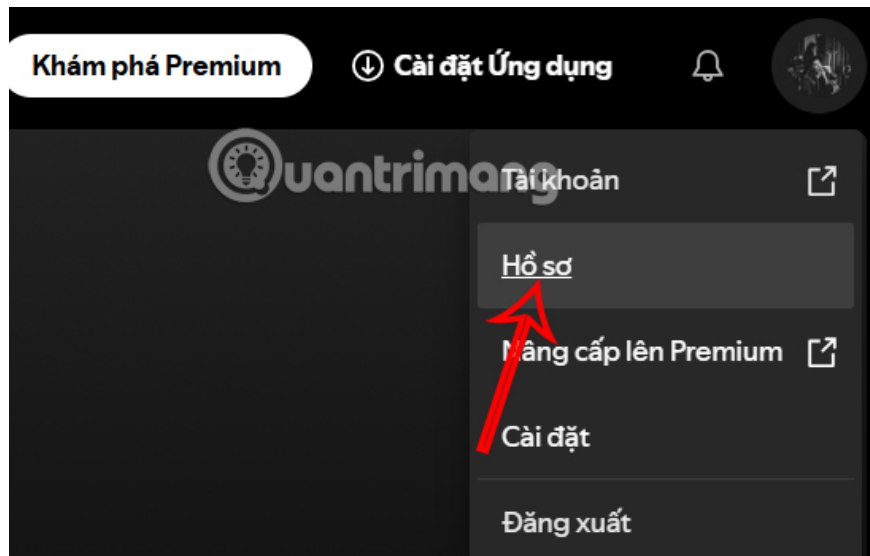 Khám phá Premium
Cài đặt Ứng dụng
Quantrimang
Tài khoản
Hồ sơ
Nâng cấp lên Premium
Cài đặt
Đăng xuất